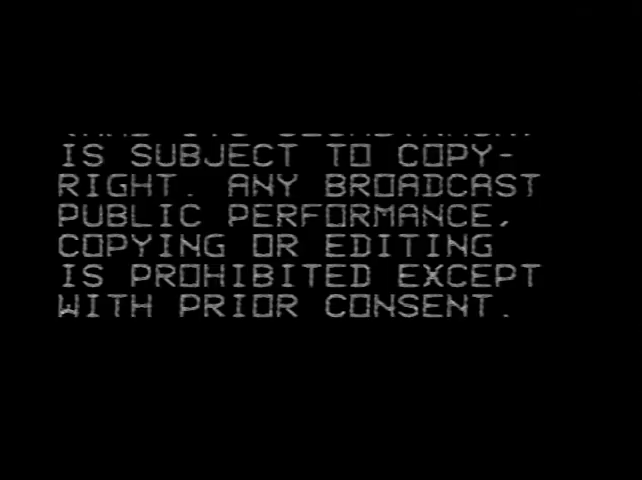 IS SUBJECT TO COPY-
RIGHT. ANY BROADCAST
PUBLIC PERFORMANCE,
COPYING OR EDITING
IS PROHIBITED EXCEPT
WITH PRIOR CONSENT.